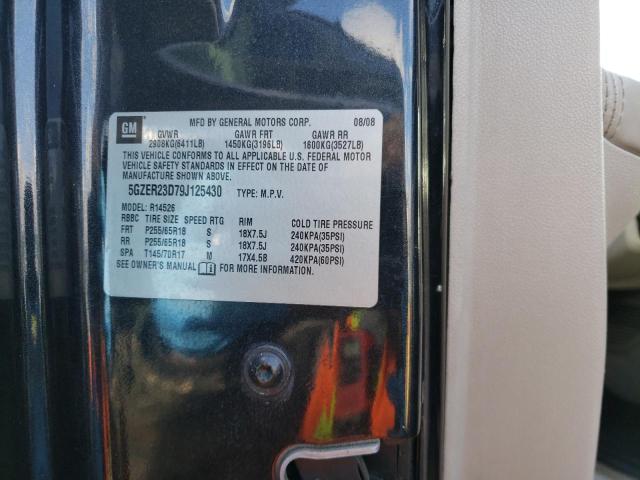 MFD BY GENERAL MOTORS CORP. 08/08
GM GVWR GAWR FRT GAWR RR
2908KG(6411LB) 1450KG(3196LB) 1600KG(3527LB)
THIS VEHICLE CONFORMS TO ALL APPLICABLE U.S. FEDERAL MOTOR
VEHICLE SAFETY STANDARDS IN EFFECT ON THE DATE OF
MANUFACTURE SHOWN ABOVE.
5GZER23D79J125430 TYPE: M.P.V.
MODEL: R14526
RBBC TIRE SIZE SPEED RTG RIM COLD TIRE PRESSURE
FRT P255/65R18 S 18X7.5J 240KPA(35PSI)
RR P255/65R18 S 18X7.5J 240KPA(35PSI)
SPA T145/70R17 M 17X4.5B 420KPA(60PSI)
SEE OWNER'S MANUAL FOR MORE INFORMATION.